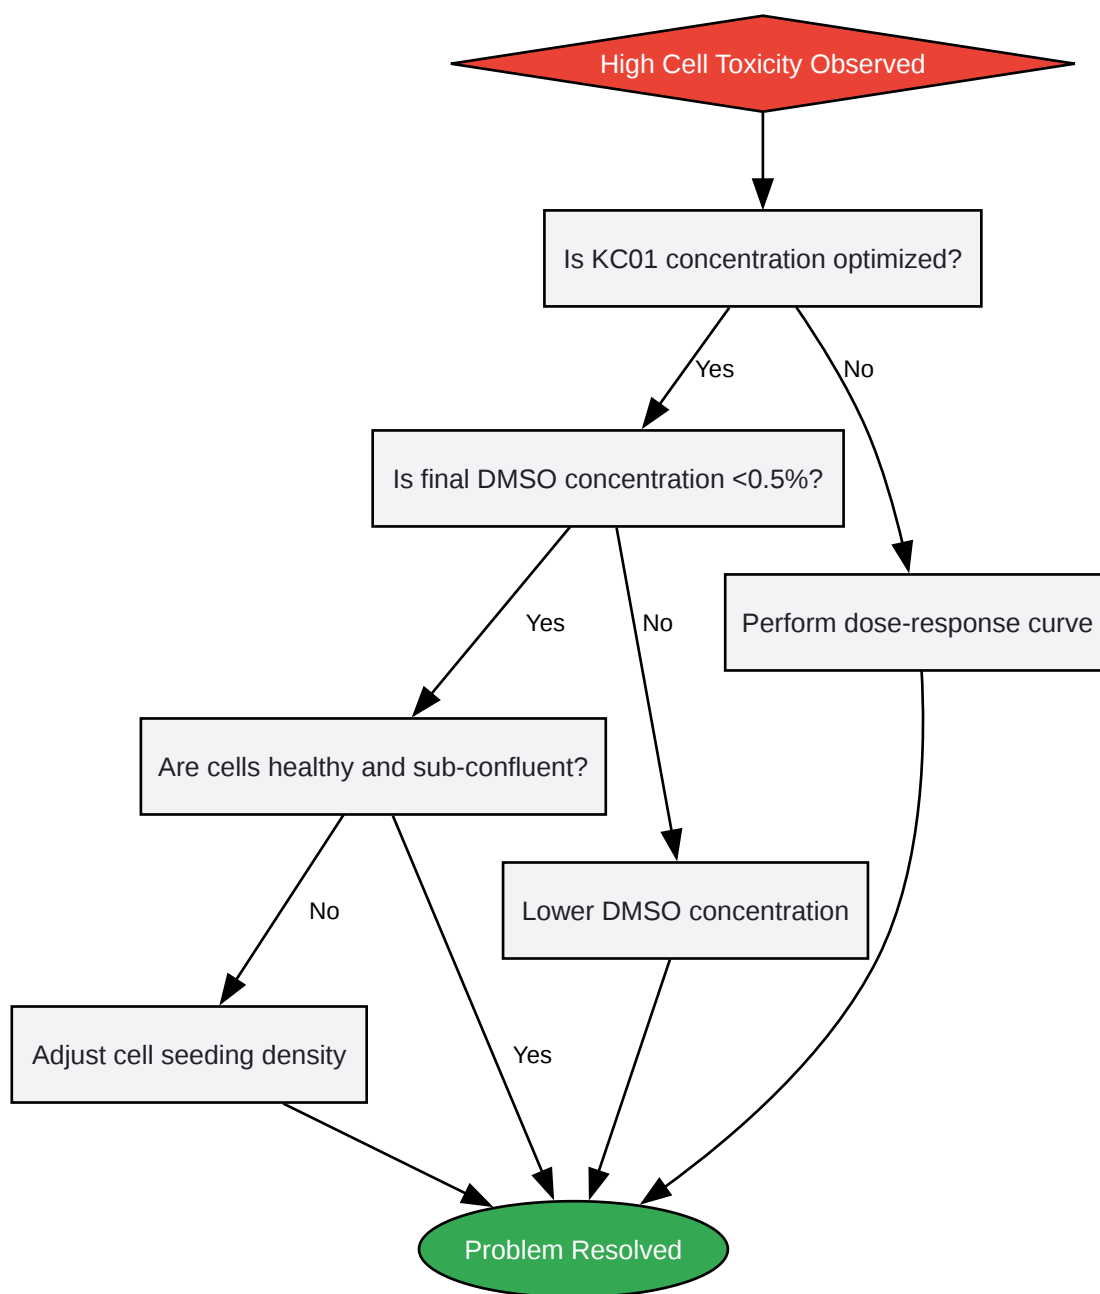 High Cell Toxicity Observed
Is KC01 concentration optimized?
Yes
No
Is final DMSO concentration <0.5%?
Yes
No
Perform dose-response curve
Are cells healthy and sub-confluent?
No
Lower DMSO concentration
Adjust cell seeding density
Yes
Problem Resolved